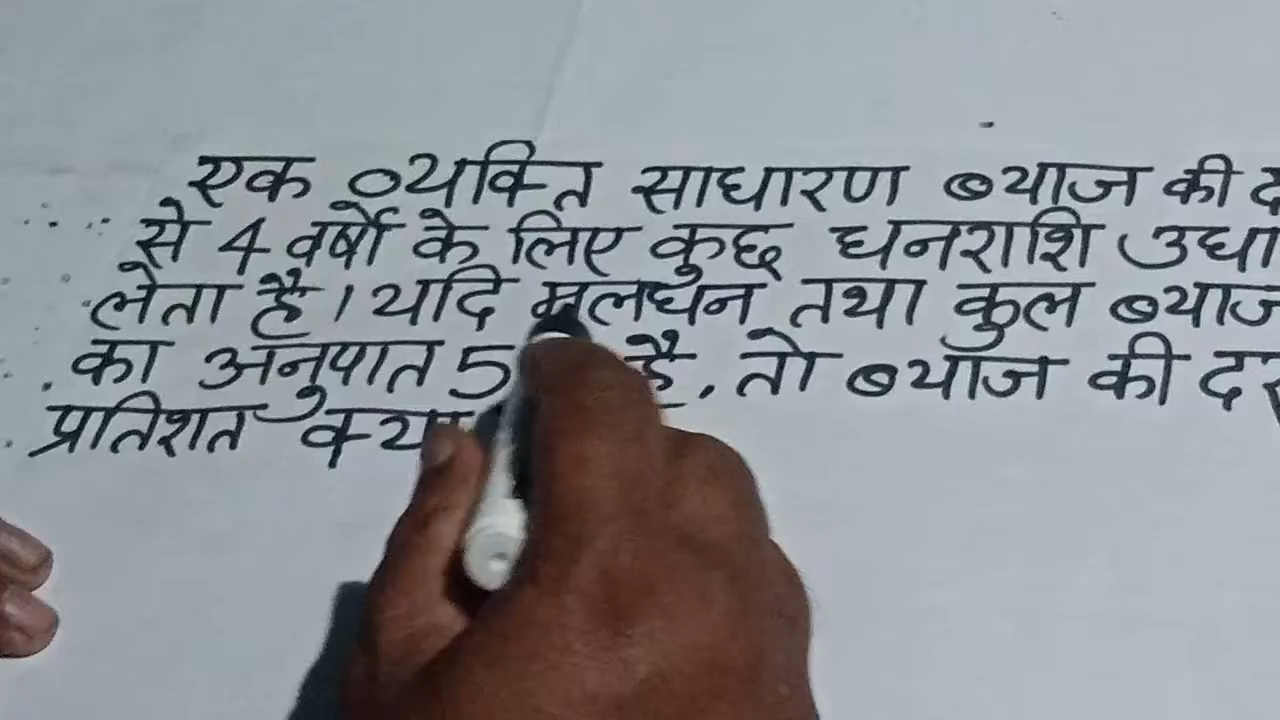 एक व्यक्ति साधारण ब्याज की द
से 4 वर्षो के लिए कुछ धनराशि उधा
लेता है। यदि मूलधन तथा कुल ब्याज
का अनुपात 5 है, तो ब्याज की दर
प्रतिशत क्या